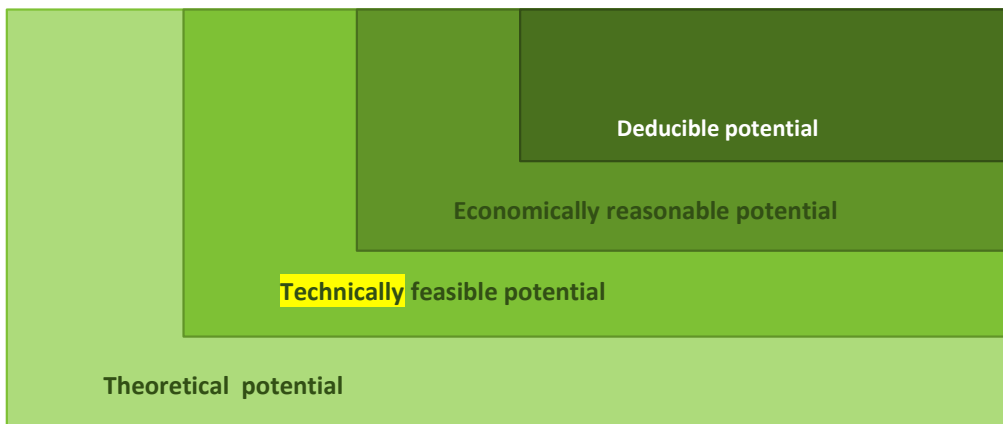 Deducible potential
Economically reasonable potential
Technically feasible potential
Theoretical  potential